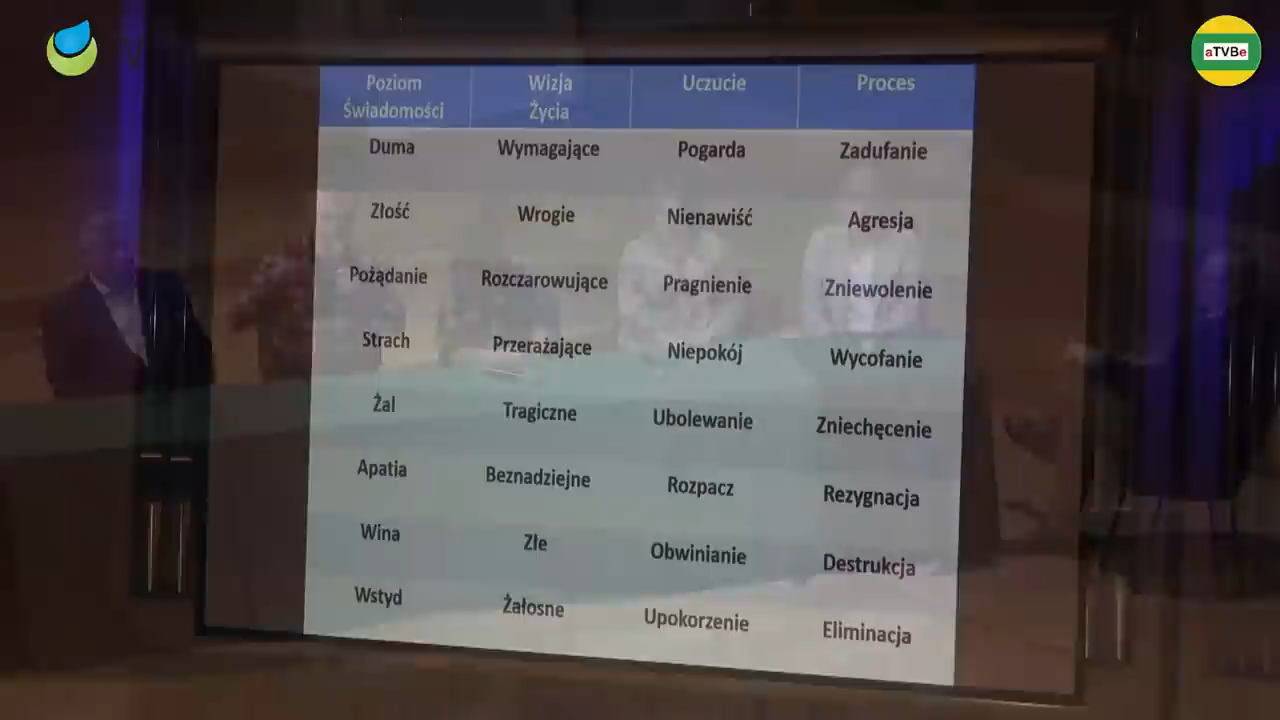 aTVBe
Poziom Świadomości Wizja Życia Uczucie Proces
Duma Wymagające Pogarda Zadufanie
Złość Wrogie Nienawiść Agresja
Pożądanie Rozczarowujące Pragnienie Zniewolenie
Strach Przerażające Niepokój Wycofanie
Żal Tragiczne Ubolewanie Zniechęcenie
Apatia Beznadziejne Rozpacz Rezygnacja
Wina Złe Obwinianie Destrukcja
Wstyd Żałosne Upokorzenie Eliminacja